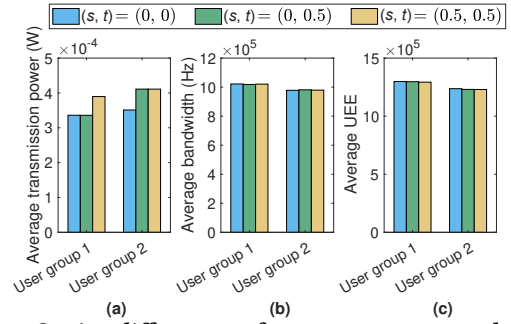 (s, t) = (0, 0) (s, t) = (0, 0.5) (s, t) = (0.5, 0.5)
Average transmission power (W)
×10⁻⁴
5
4
3
2
1
0
User group 1
User group 2
(a)
Average bandwidth (Hz)
×10⁵
12
10
8
6
4
2
0
User group 1
User group 2
(b)
Average UEE
×10⁵
15
10
5
0
User group 1
User group 2
(c)